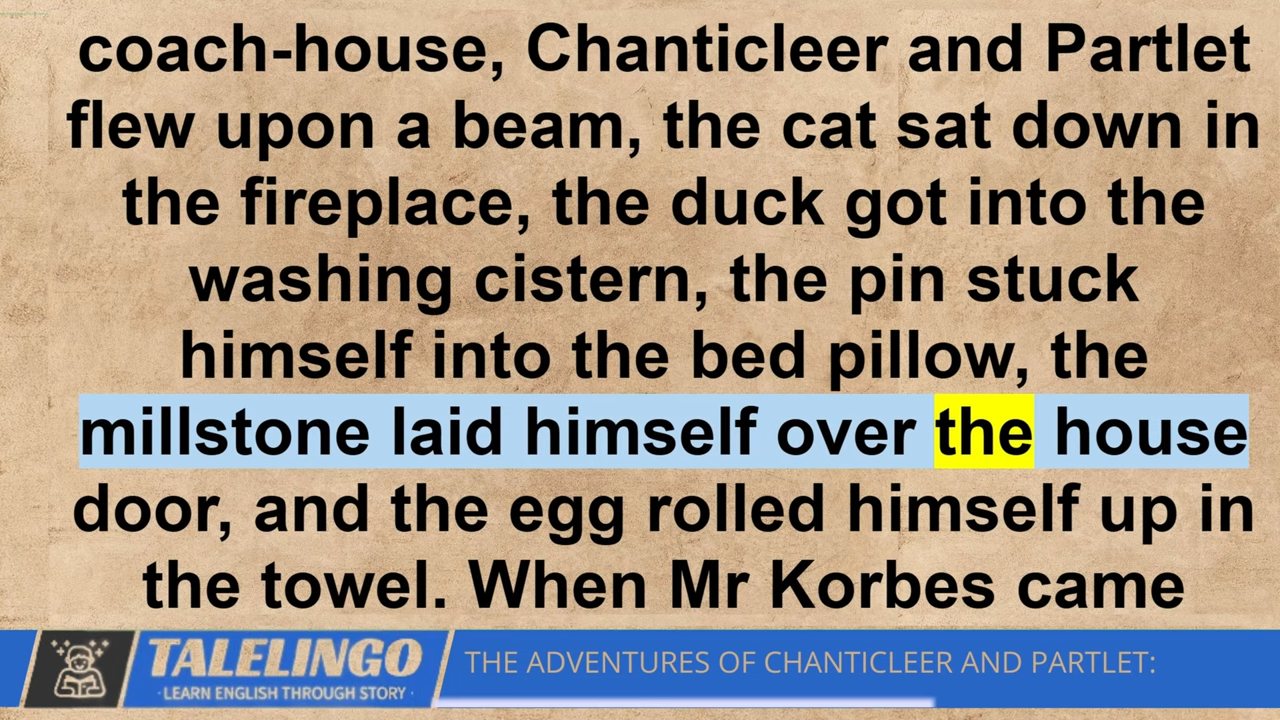 coach-house, Chanticleer and Partlet
flew upon a beam, the cat sat down in
the fireplace, the duck got into the
washing cistern, the pin stuck
himself into the bed pillow, the
millstone laid himself over the house
door, and the egg rolled himself up in
the towel. When Mr Korbes came
TALELINGO
· LEARN ENGLISH THROUGH STORY ·
THE ADVENTURES OF CHANTICLEER AND PARTLET: